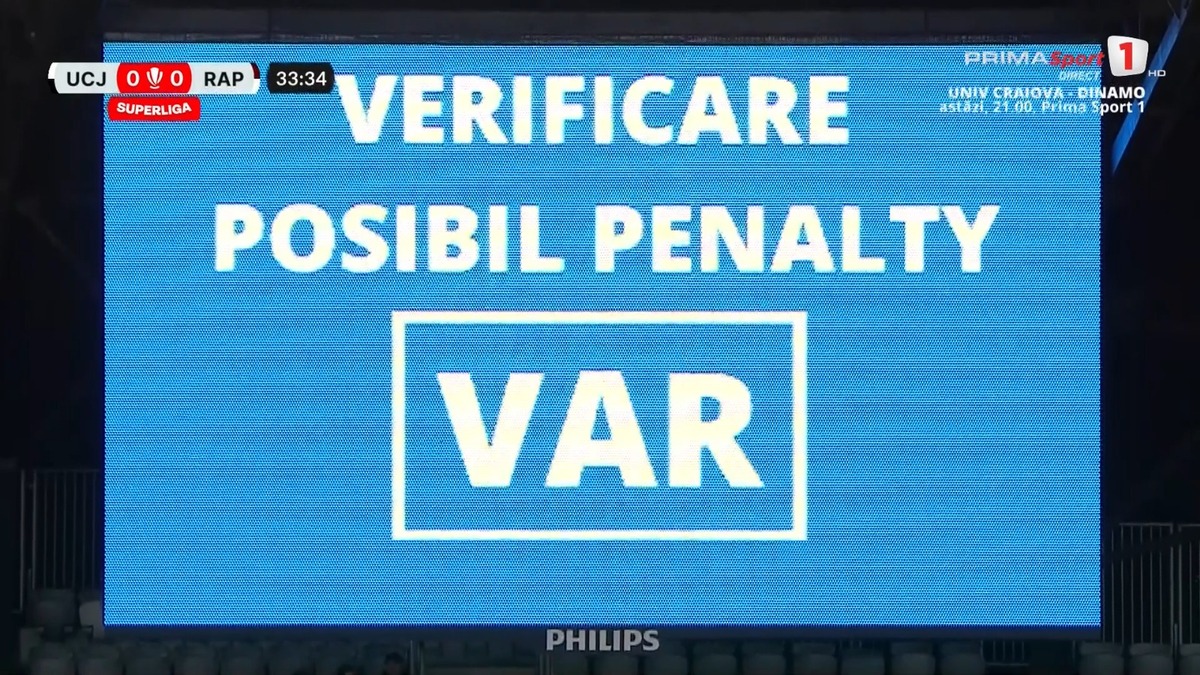 UCJ 0 0 RAP 33:34
SUPERLIGA
PRIMA Sport 1 HD
DIRECT
UNIV CRAIOVA - DINAMO
astăzi, 21:00, Prima Sport 1
VERIFICARE
POSIBIL PENALTY
VAR
PHILIPS